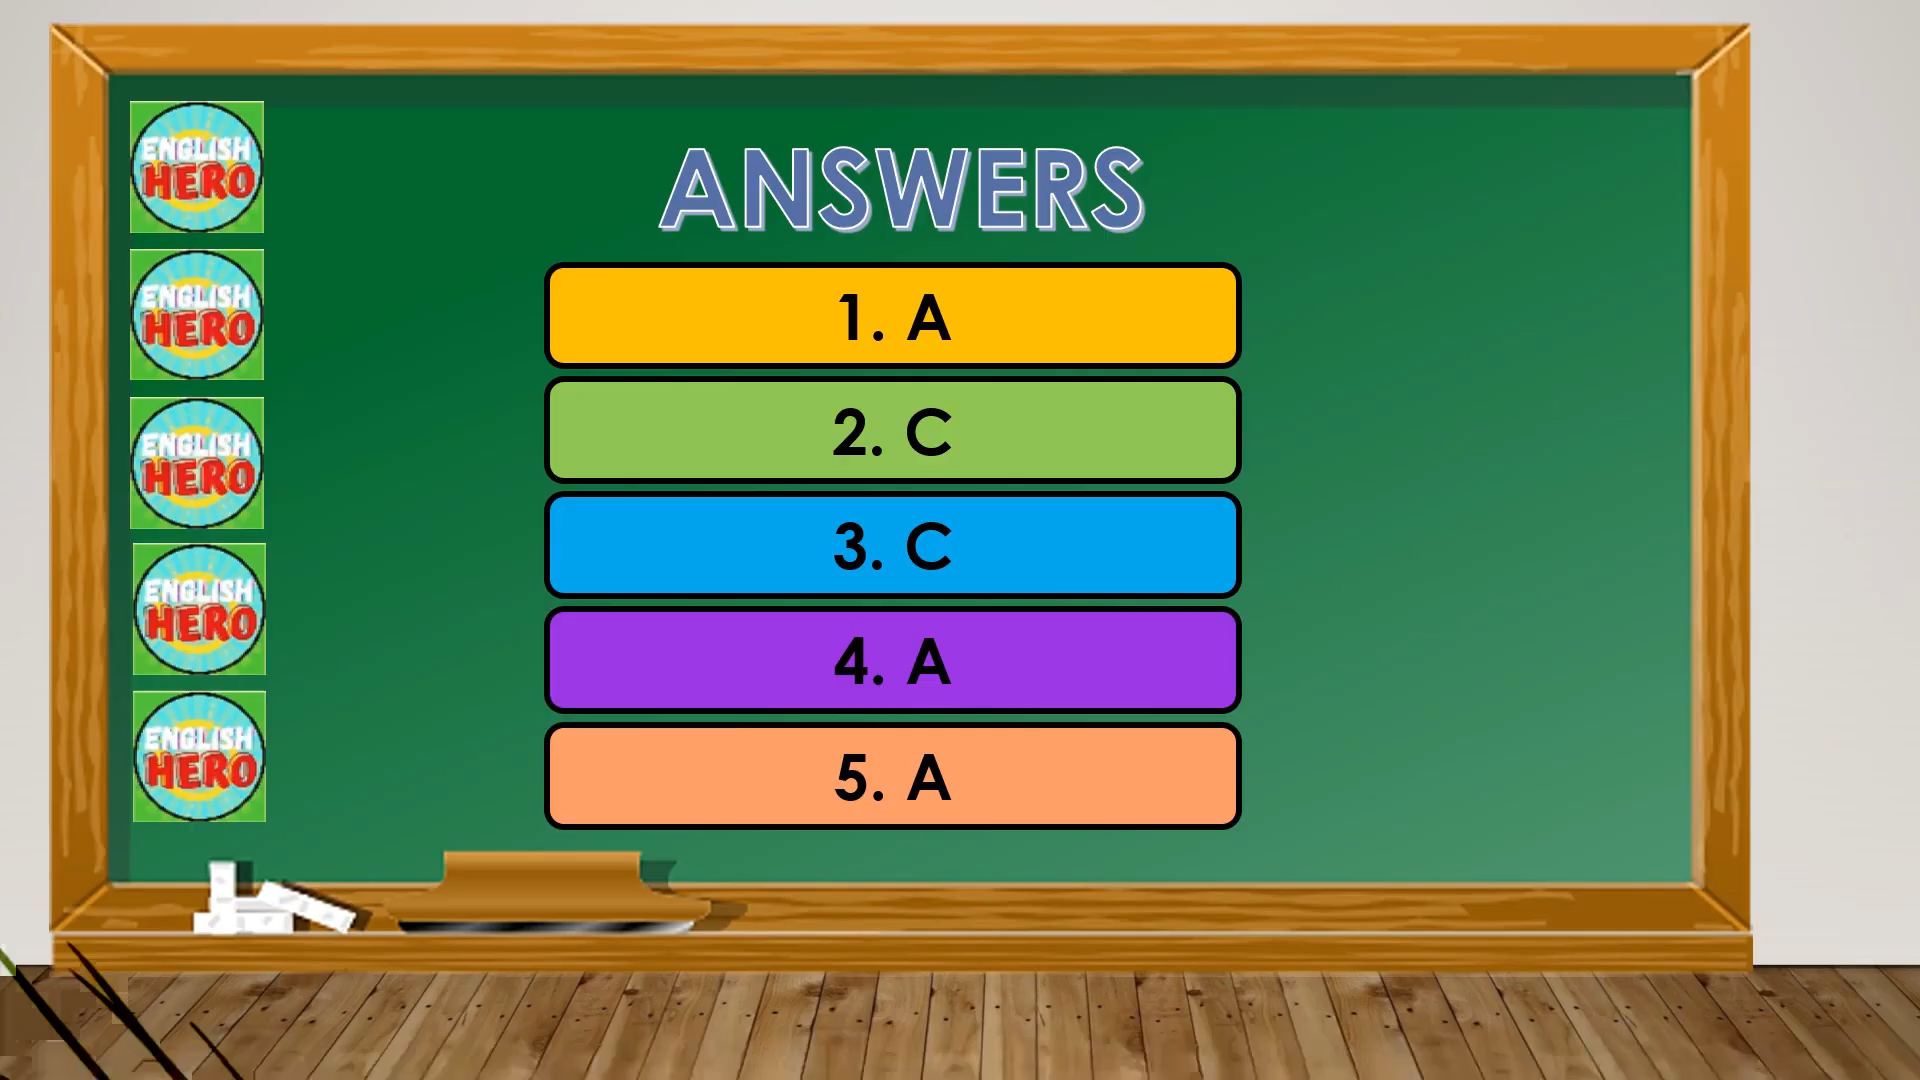 ENGLISH
HERO
ENGLISH
HERO
ENGLISH
HERO
ENGLISH
HERO
ENGLISH
HERO
ANSWERS
1. A
2. C
3. C
4. A
5. A